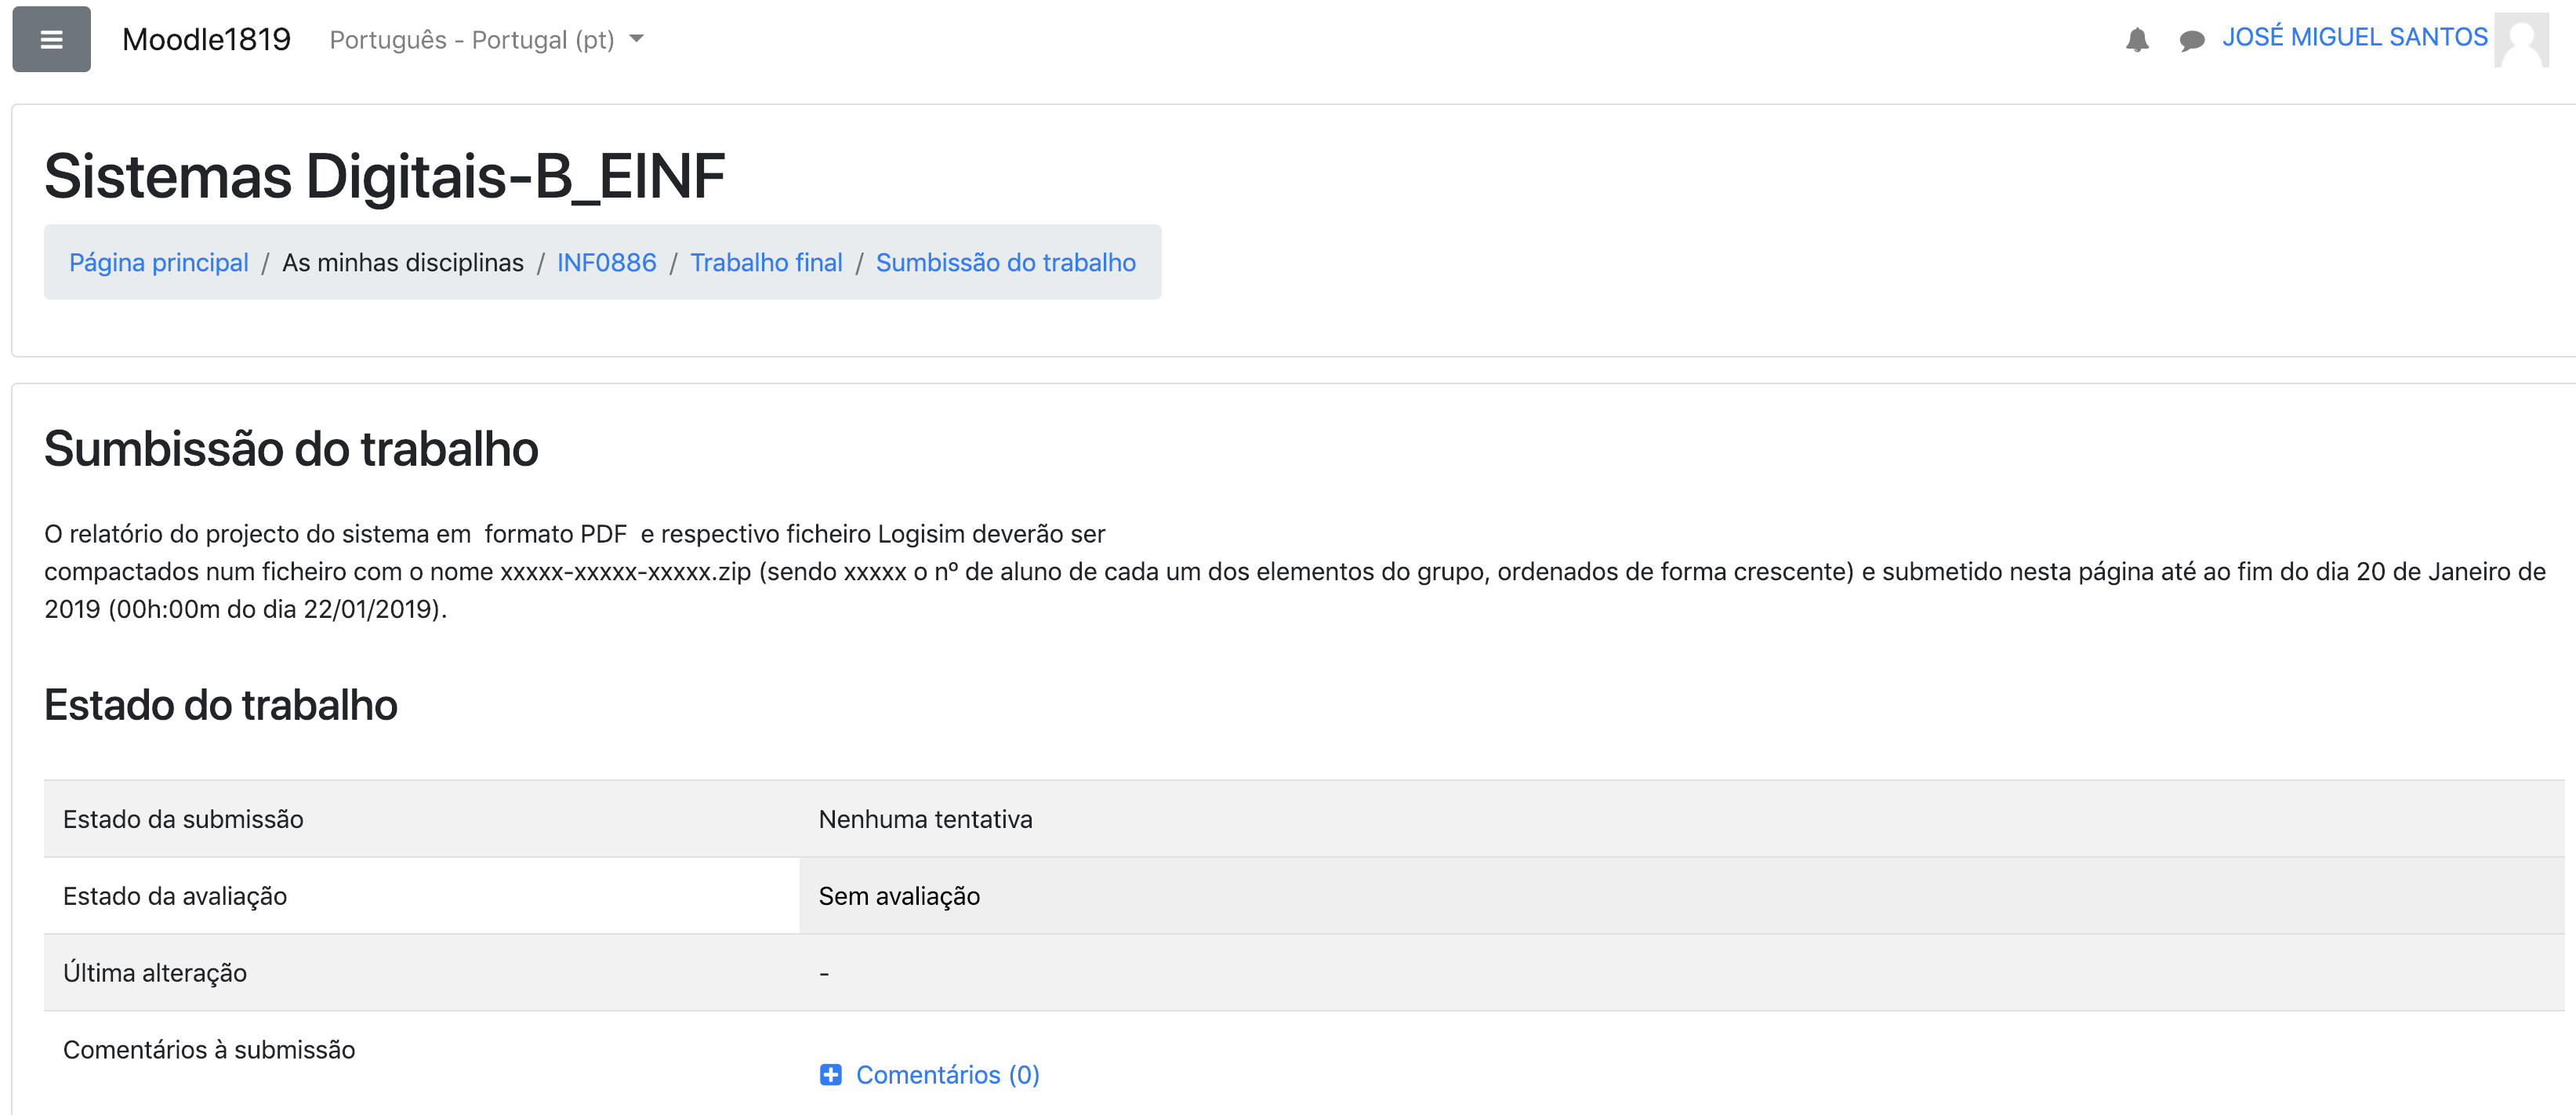 Moodle1819 Português - Portugal (pt) JOSÉ MIGUEL SANTOS
Sistemas Digitais-B_EINF
Página principal / As minhas disciplinas / INF0886 / Trabalho final / Sumbissão do trabalho
Sumbissão do trabalho
O relatório do projecto do sistema em formato PDF e respectivo ficheiro Logisim deverão ser
compactados num ficheiro com o nome xxxxx-xxxxx-xxxxx.zip (sendo xxxxx o nº de aluno de cada um dos elementos do grupo, ordenados de forma crescente) e submetido nesta página até ao fim do dia 20 de Janeiro de
2019 (00h:00m do dia 22/01/2019).
Estado do trabalho
Estado da submissão Nenhuma tentativa
Estado da avaliação Sem avaliação
Última alteração -
Comentários à submissão
Comentários (0)